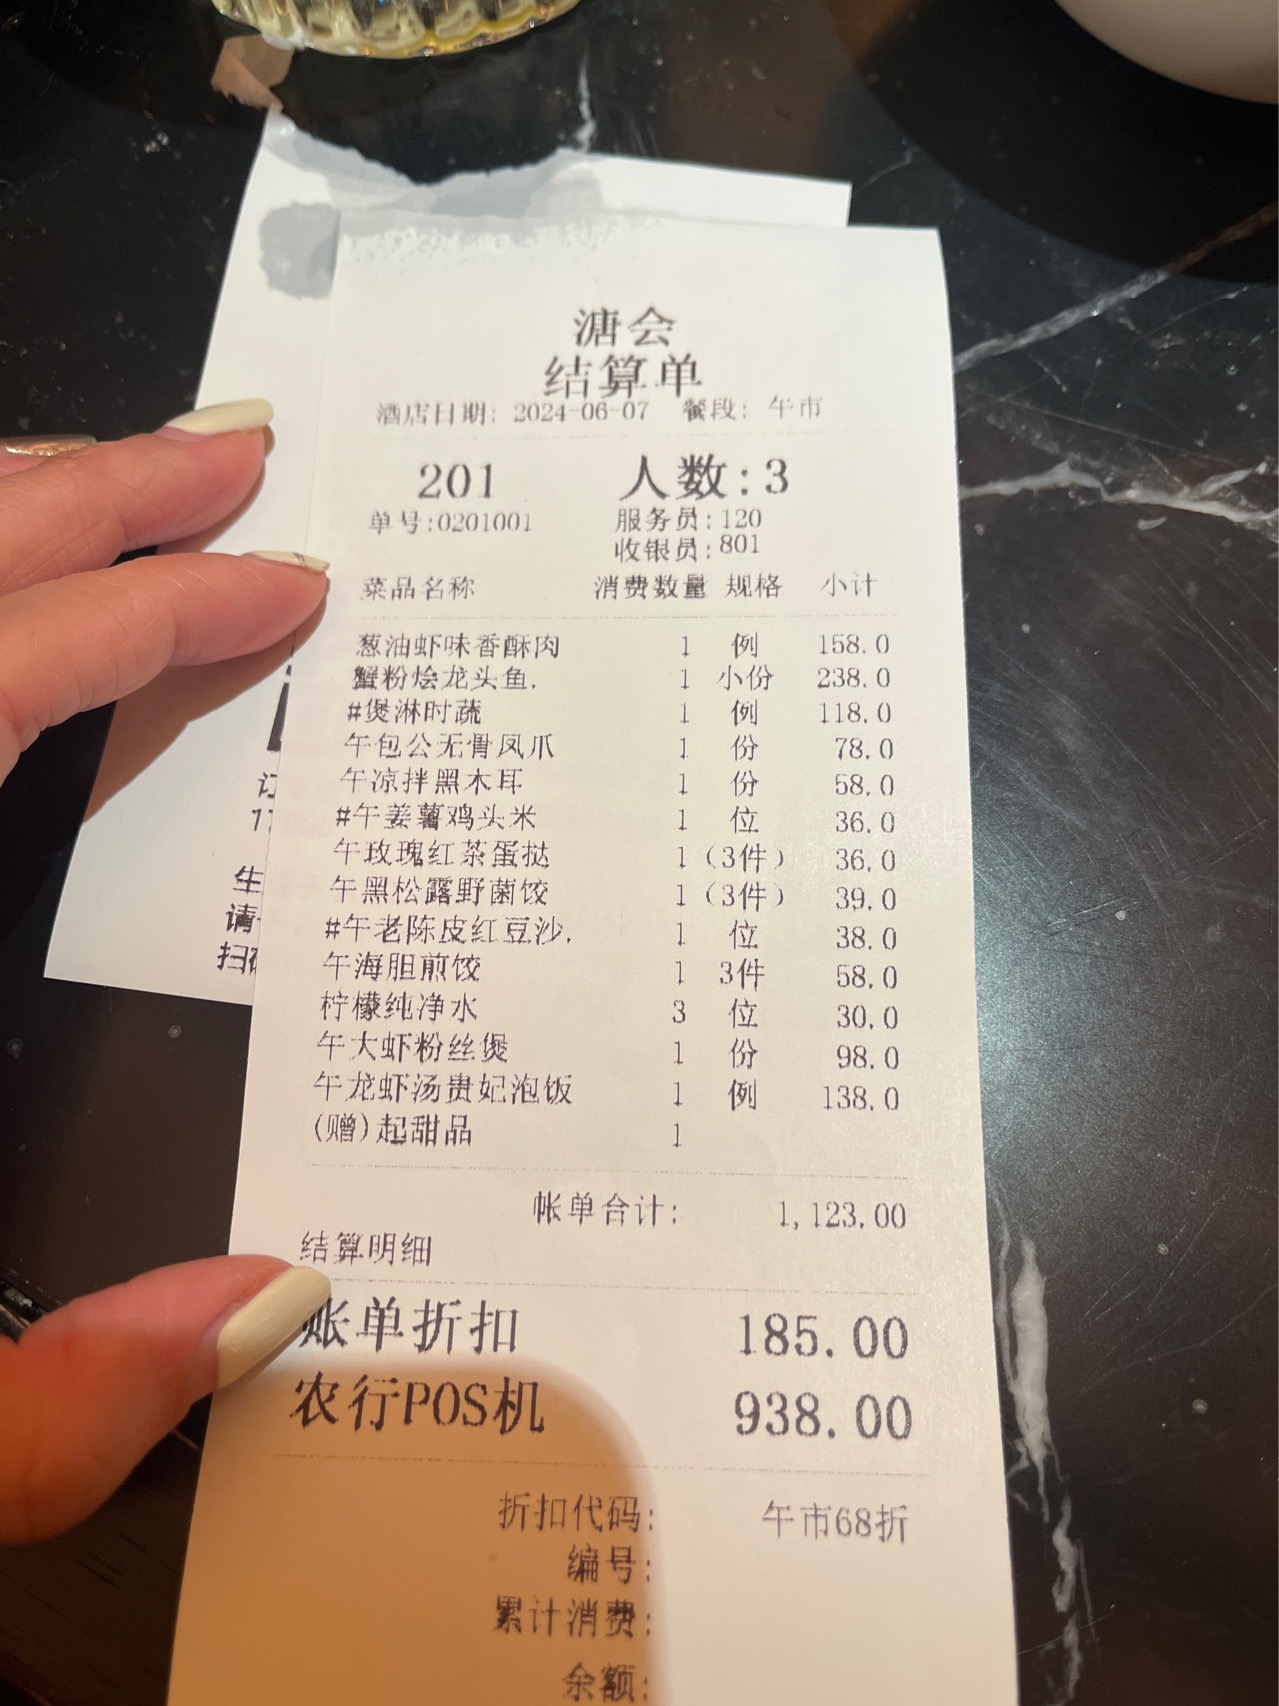 溏会
结算单
酒店日期: 2024-06-07 餐段: 午市
201 人数:3
单号:0201001 服务员:120
收银员:801
菜品名称 消费数量 规格 小计
葱油虾味香酥肉 1 例 158.0
蟹粉烩龙头鱼. 1 小份 238.0
#煲淋时蔬 1 例 118.0
午包公无骨凤爪 1 份 78.0
午凉拌黑木耳 1 份 58.0
#午姜薯鸡头米 1 位 36.0
午玫瑰红茶蛋挞 1 (3件) 36.0
午黑松露野菌饺 1 (3件) 39.0
#午老陈皮红豆沙. 1 位 38.0
午海胆煎饺 1 3件 58.0
柠檬纯净水 3 位 30.0
午大虾粉丝煲 1 份 98.0
午龙虾汤贵妃泡饭 1 例 138.0
(赠)起甜品 1
帐单合计: 1,123.00
结算明细
账单折扣 185.00
农行POS机 938.00
折扣代码: 午市68折
编号:
累计消费:
余额:
订
17
生
请
扫